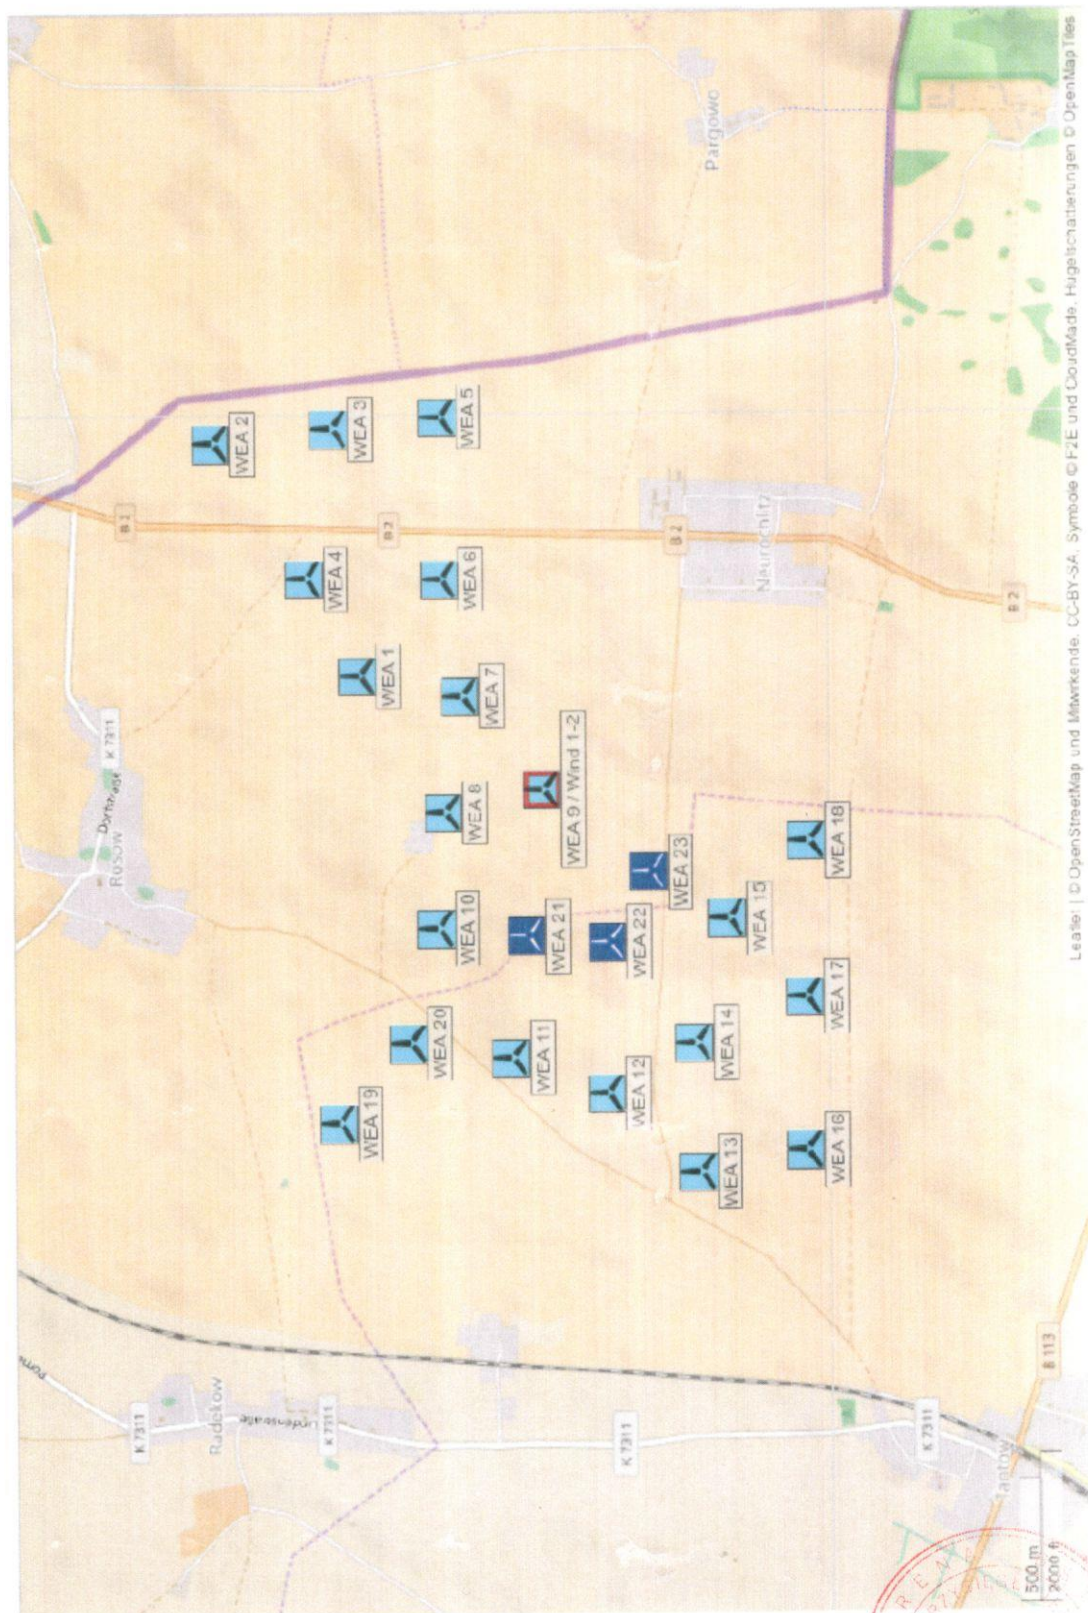 Rosow
Dorfstraße
K 7311
B 2
K 7311
Radekow
WEA 2
Lindenstraße
K 7311
WEA 4
WEA 3
WEA 19
WEA 1
B2
WEA 20
WEA 10
WEA 6
WEA 5
WEA 8
WEA 7
WEA 11
WEA 21
WEA 9 / Wind 1-2
K 7311
WEA 12
WEA 22
B 2
WEA 23
Pargowo
WEA 14
WEA 13
WEA 15
Neurochlitz
WEA 16
WEA 17
WEA 18
K 7311
Tantow
B 2
500 m
B 113
2000 ft
Leaflet | © OpenStreetMap und Mitwirkende, CC-BY-SA, Symbole © F2E und CloudMade, Hügelschattierungen © OpenMapTiles